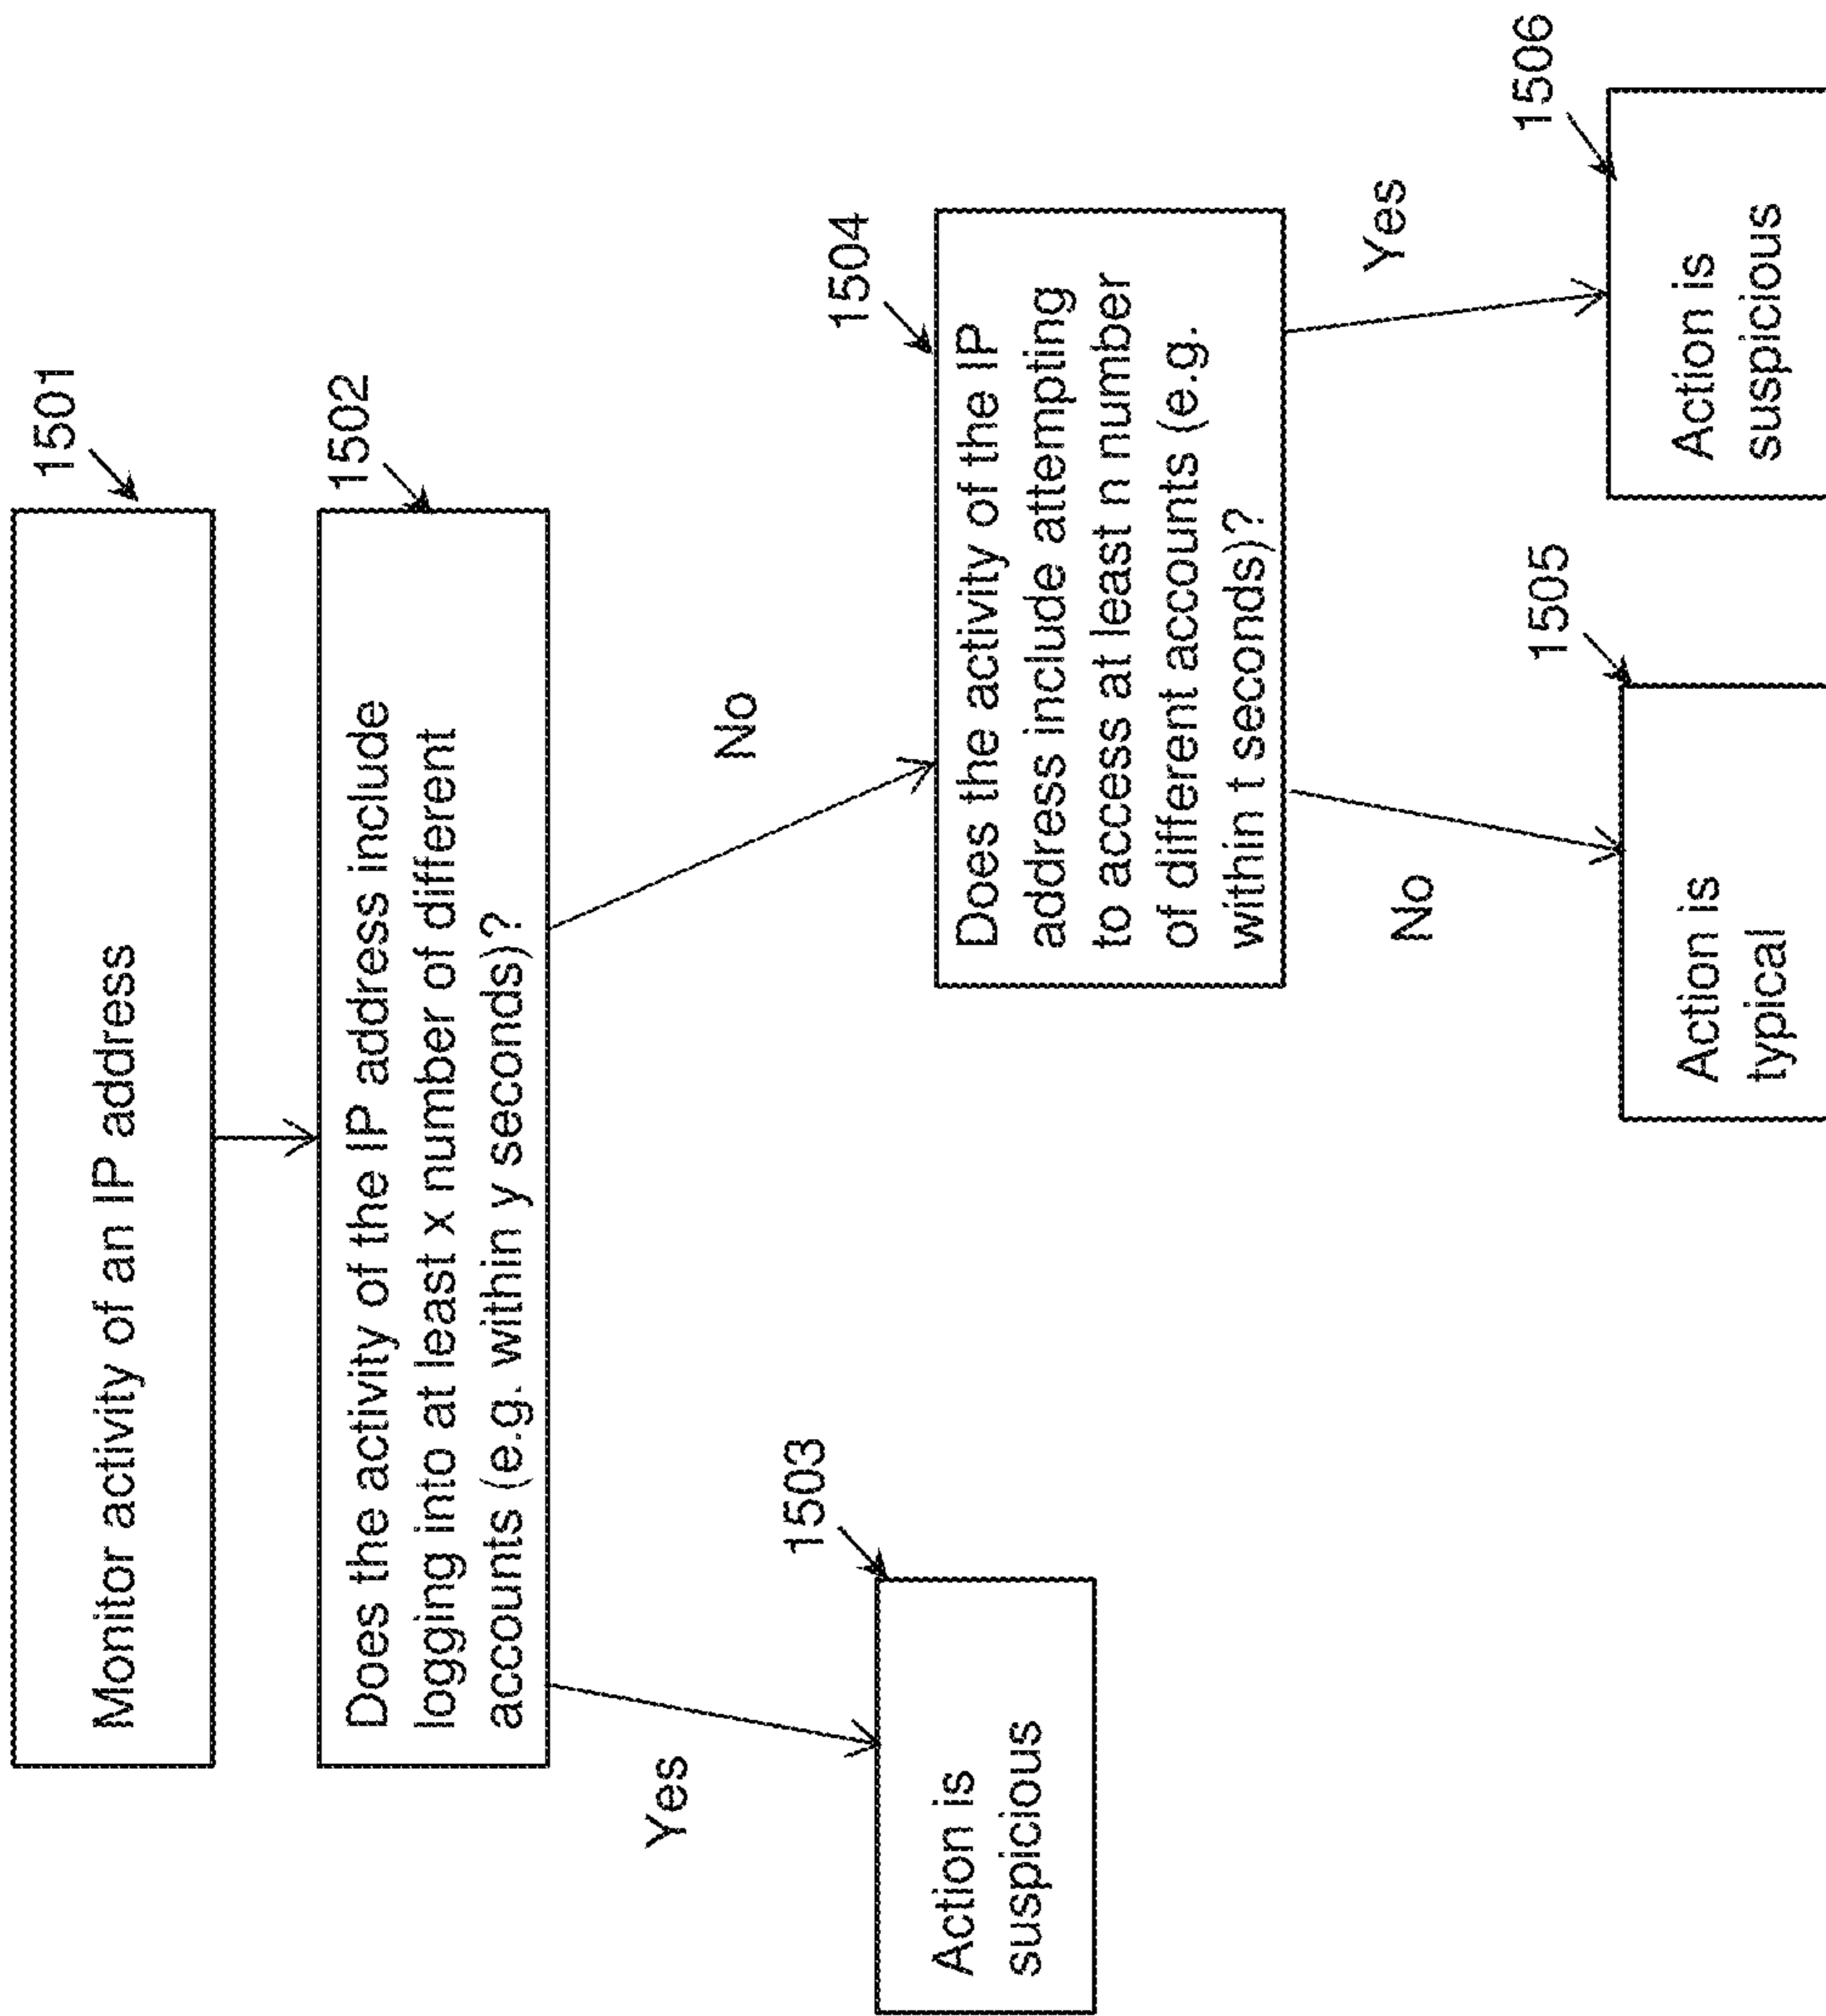 1501
Monitor activity of an IP address
1502
Does the activity of the IP address include
logging into at least x number of different
accounts (e.g. within y seconds)?
Yes
No
1503
Action is
suspicious
1504
Does the activity of the IP
address include attempting
to access at least n number
of different accounts (e.g.
within t seconds)?
No
Yes
1505
Action is
typical
1506
Action is
suspicious